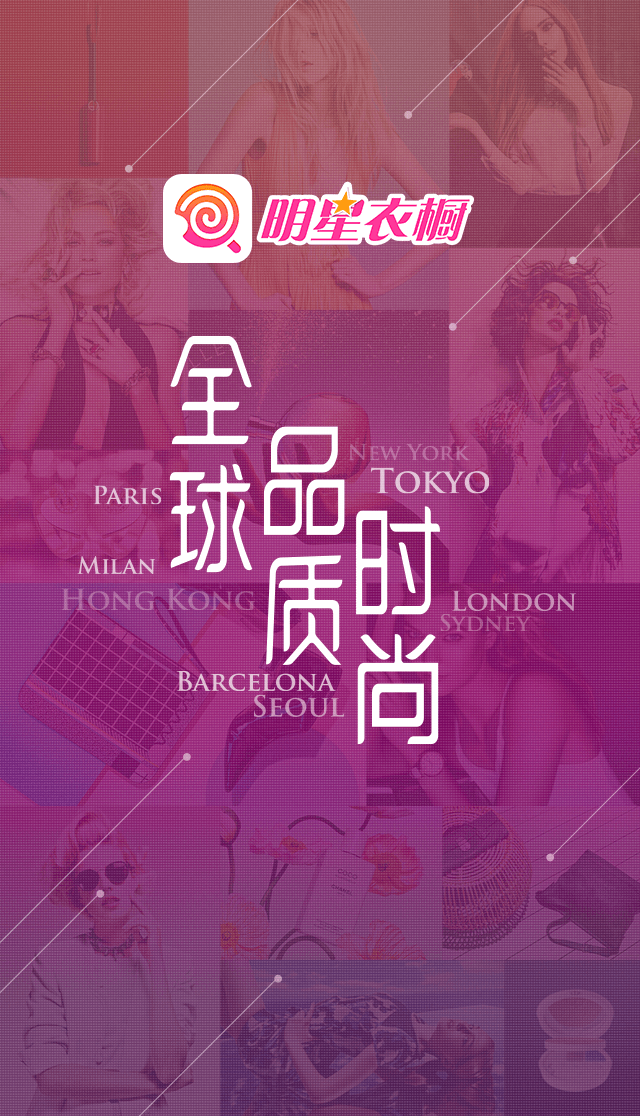 明星衣橱
全球
品质
时尚
NEW YORK
TOKYO
PARIS
MILAN
HONG KONG
LONDON
SYDNEY
BARCELONA
SEOUL
COCO